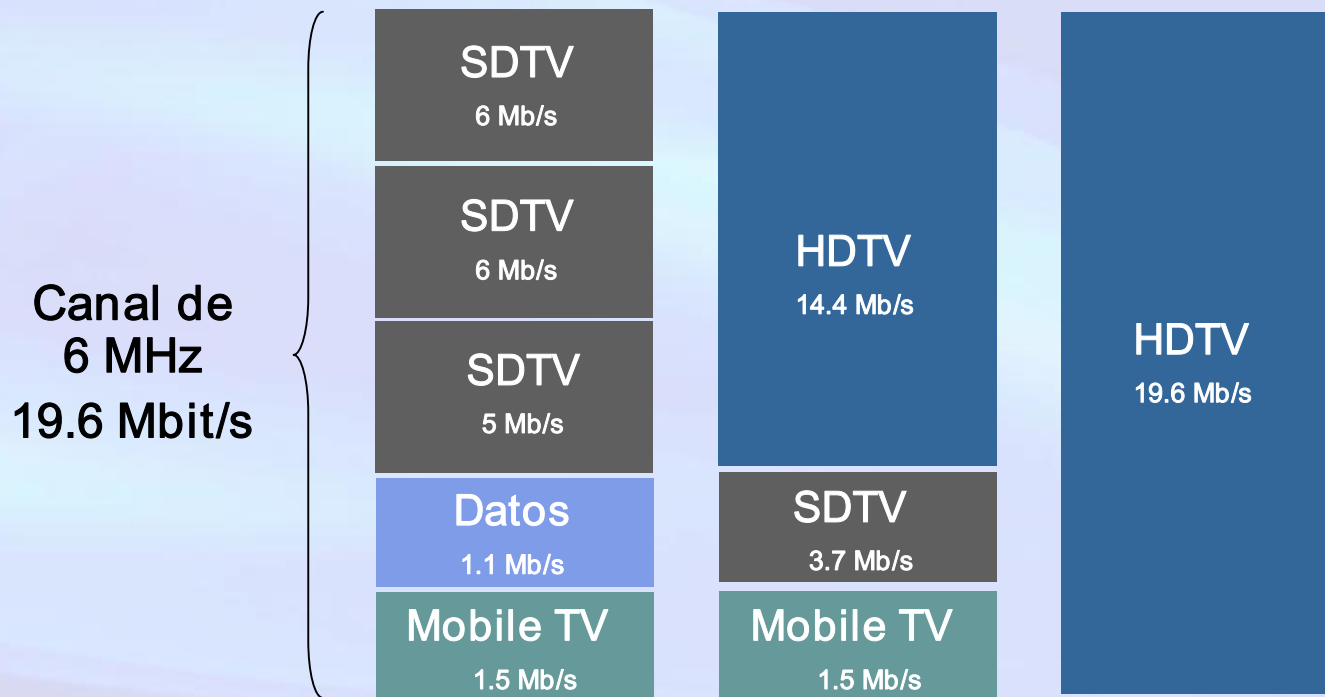 Canal de
6 MHz
19.6 Mbit/s
SDTV
6 Mb/s
SDTV
6 Mb/s
SDTV
5 Mb/s
Datos
1.1 Mb/s
Mobile TV
1.5 Mb/s
HDTV
14.4 Mb/s
SDTV
3.7 Mb/s
Mobile TV
1.5 Mb/s
HDTV
19.6 Mb/s